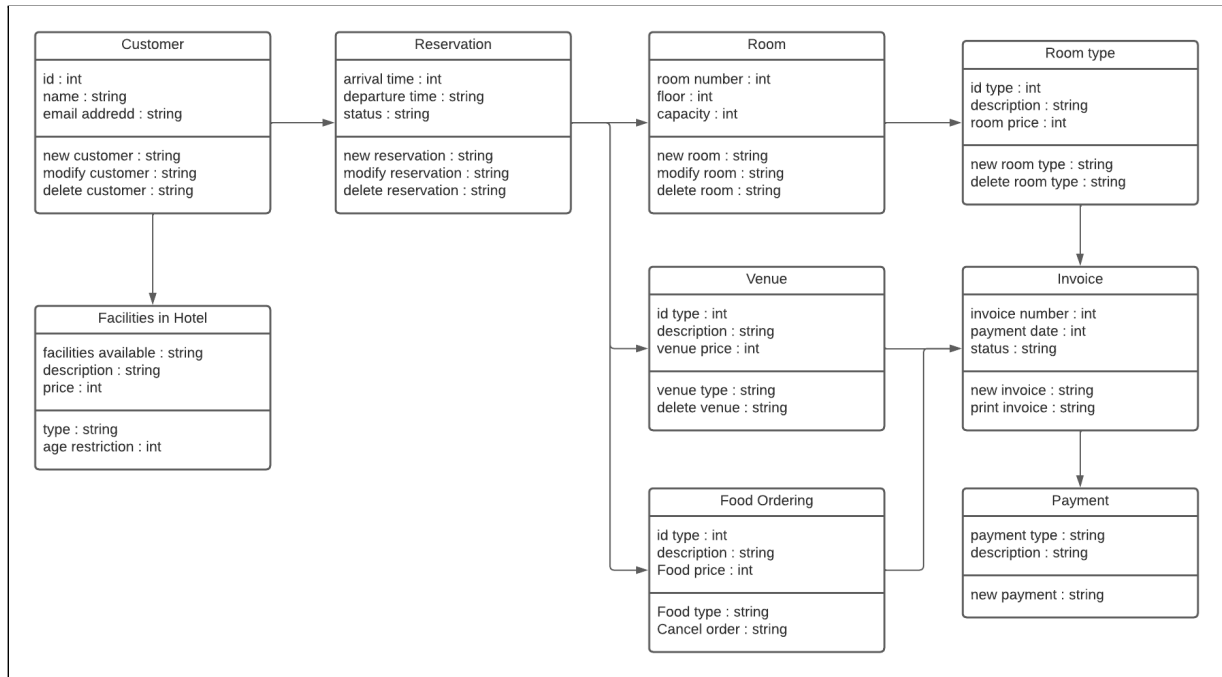 Customer
id : int
name : string
email addredd : string
new customer : string
modify customer : string
delete customer : string
Reservation
arrival time : int
departure time : string
status : string
new reservation : string
modify reservation : string
delete reservation : string
Room
room number : int
floor : int
capacity : int
new room : string
modify room : string
delete room : string
Room type
id type : int
description : string
room price : int
new room type : string
delete room type : string
Facilities in Hotel
facilities available : string
description : string
price : int
type : string
age restriction : int
Venue
id type : int
description : string
venue price : int
venue type : string
delete venue : string
Invoice
invoice number : int
payment date : int
status : string
new invoice : string
print invoice : string
Food Ordering
id type : int
description : string
Food price : int
Food type : string
Cancel order : string
Payment
payment type : string
description : string
new payment : string